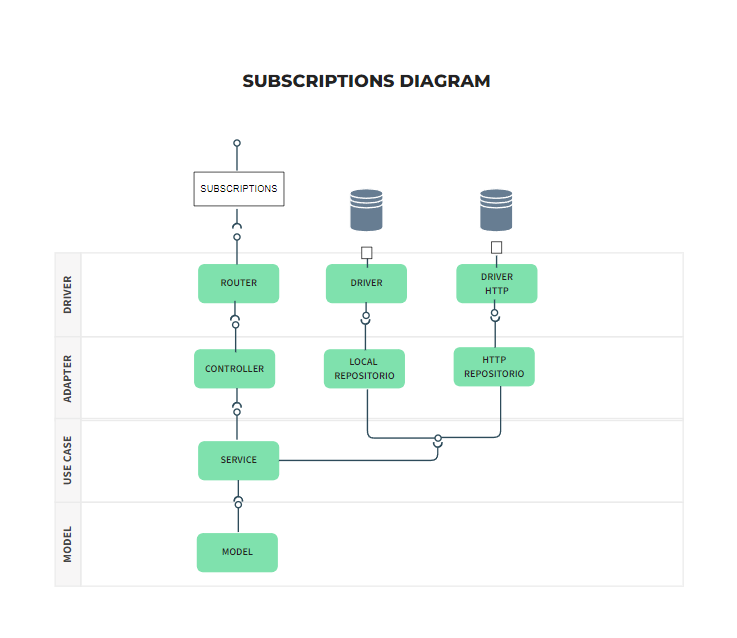 SUBSCRIPTIONS DIAGRAM
SUBSCRIPTIONS
DRIVER
ROUTER
DRIVER
DRIVER
HTTP
ADAPTER
CONTROLLER
LOCAL
REPOSITORIO
HTTP
REPOSITORIO
USE CASE
SERVICE
MODEL
MODEL